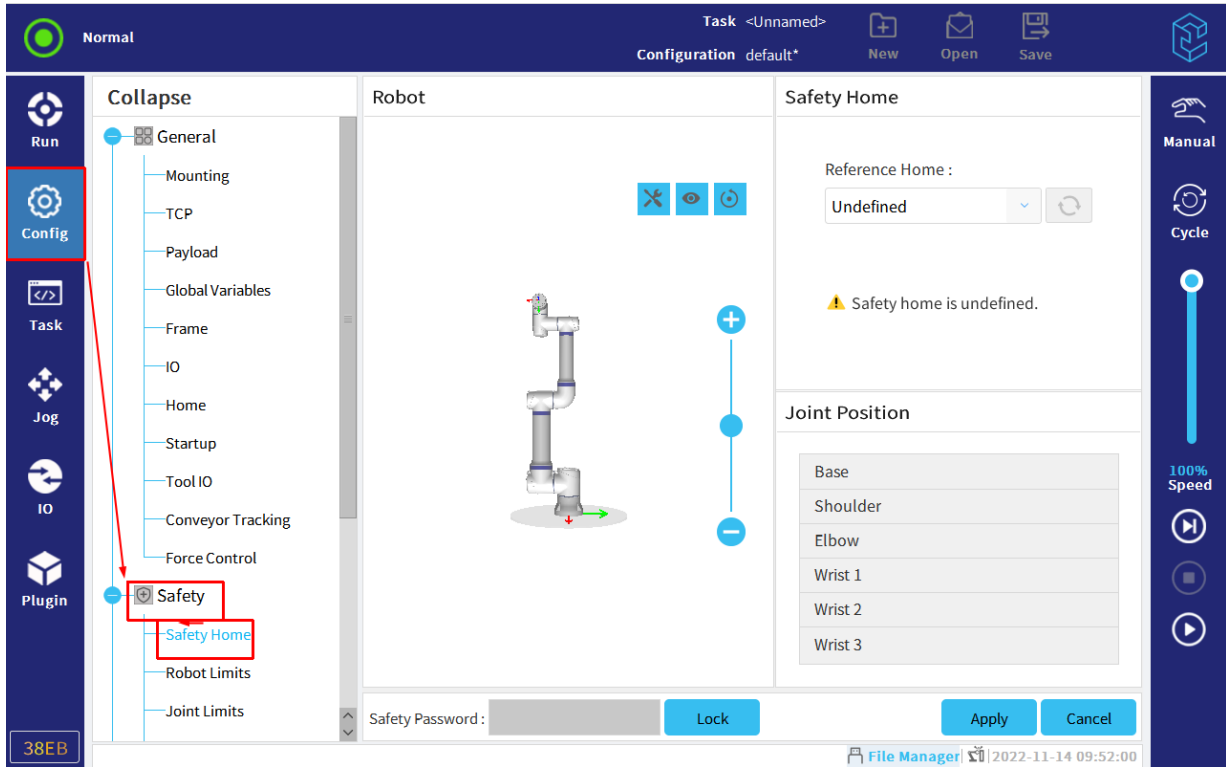 Normal
Task <Unnamed>
Configuration default*
New
Open
Save
Run
Config
Task
Jog
IO
Plugin
38EB
Collapse
General
Mounting
TCP
Payload
Global Variables
Frame
IO
Home
Startup
Tool IO
Conveyor Tracking
Force Control
Safety
Safety Home
Robot Limits
Joint Limits
Robot
Safety Home
Reference Home :
Undefined
Safety home is undefined.
Joint Position
Base
Shoulder
Elbow
Wrist 1
Wrist 2
Wrist 3
Safety Password :
Lock
Apply
Cancel
Manual
Cycle
100%
Speed
File Manager
2022-11-14 09:52:00